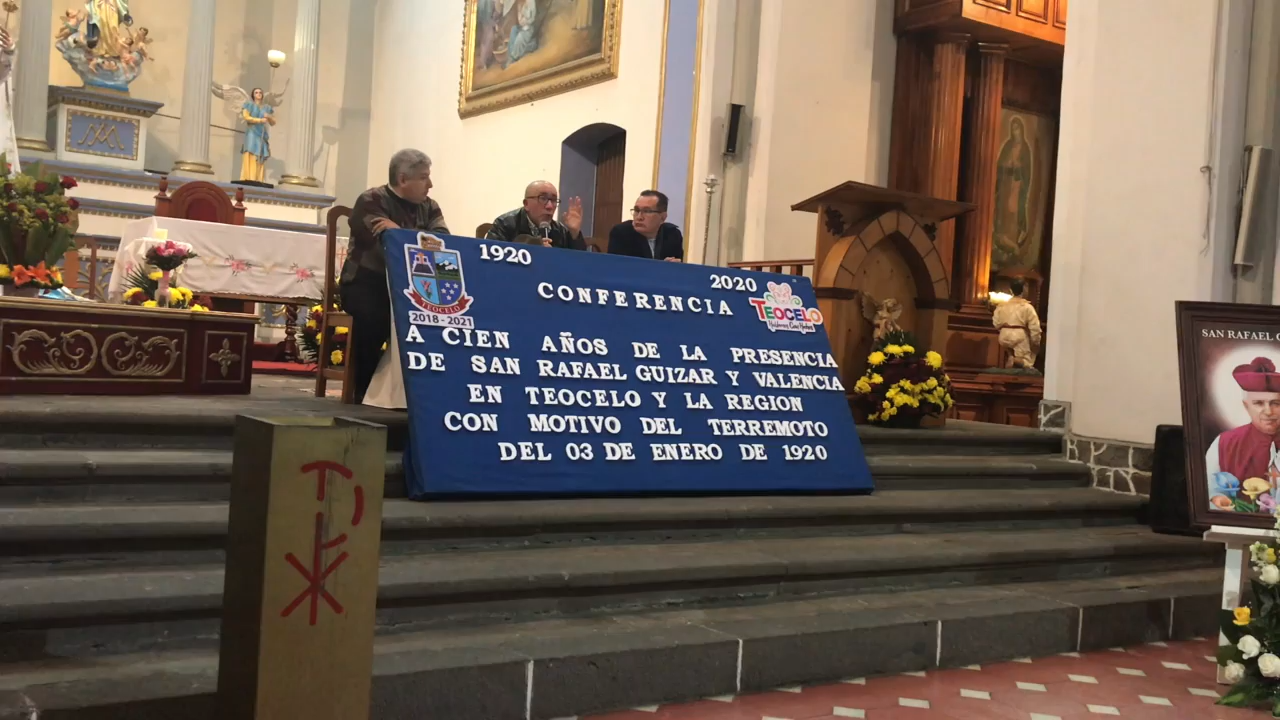 1920
2020
CONFERENCIA
TEOCELO
2018 - 2021
TEOCELO
A CIEN AÑOS DE LA PRESENCIA
DE SAN RAFAEL GUIZAR Y VALENCIA
EN TEOCELO Y LA REGION
CON MOTIVO DEL TERREMOTO
DEL 03 DE ENERO DE 1920
SAN RAFAEL